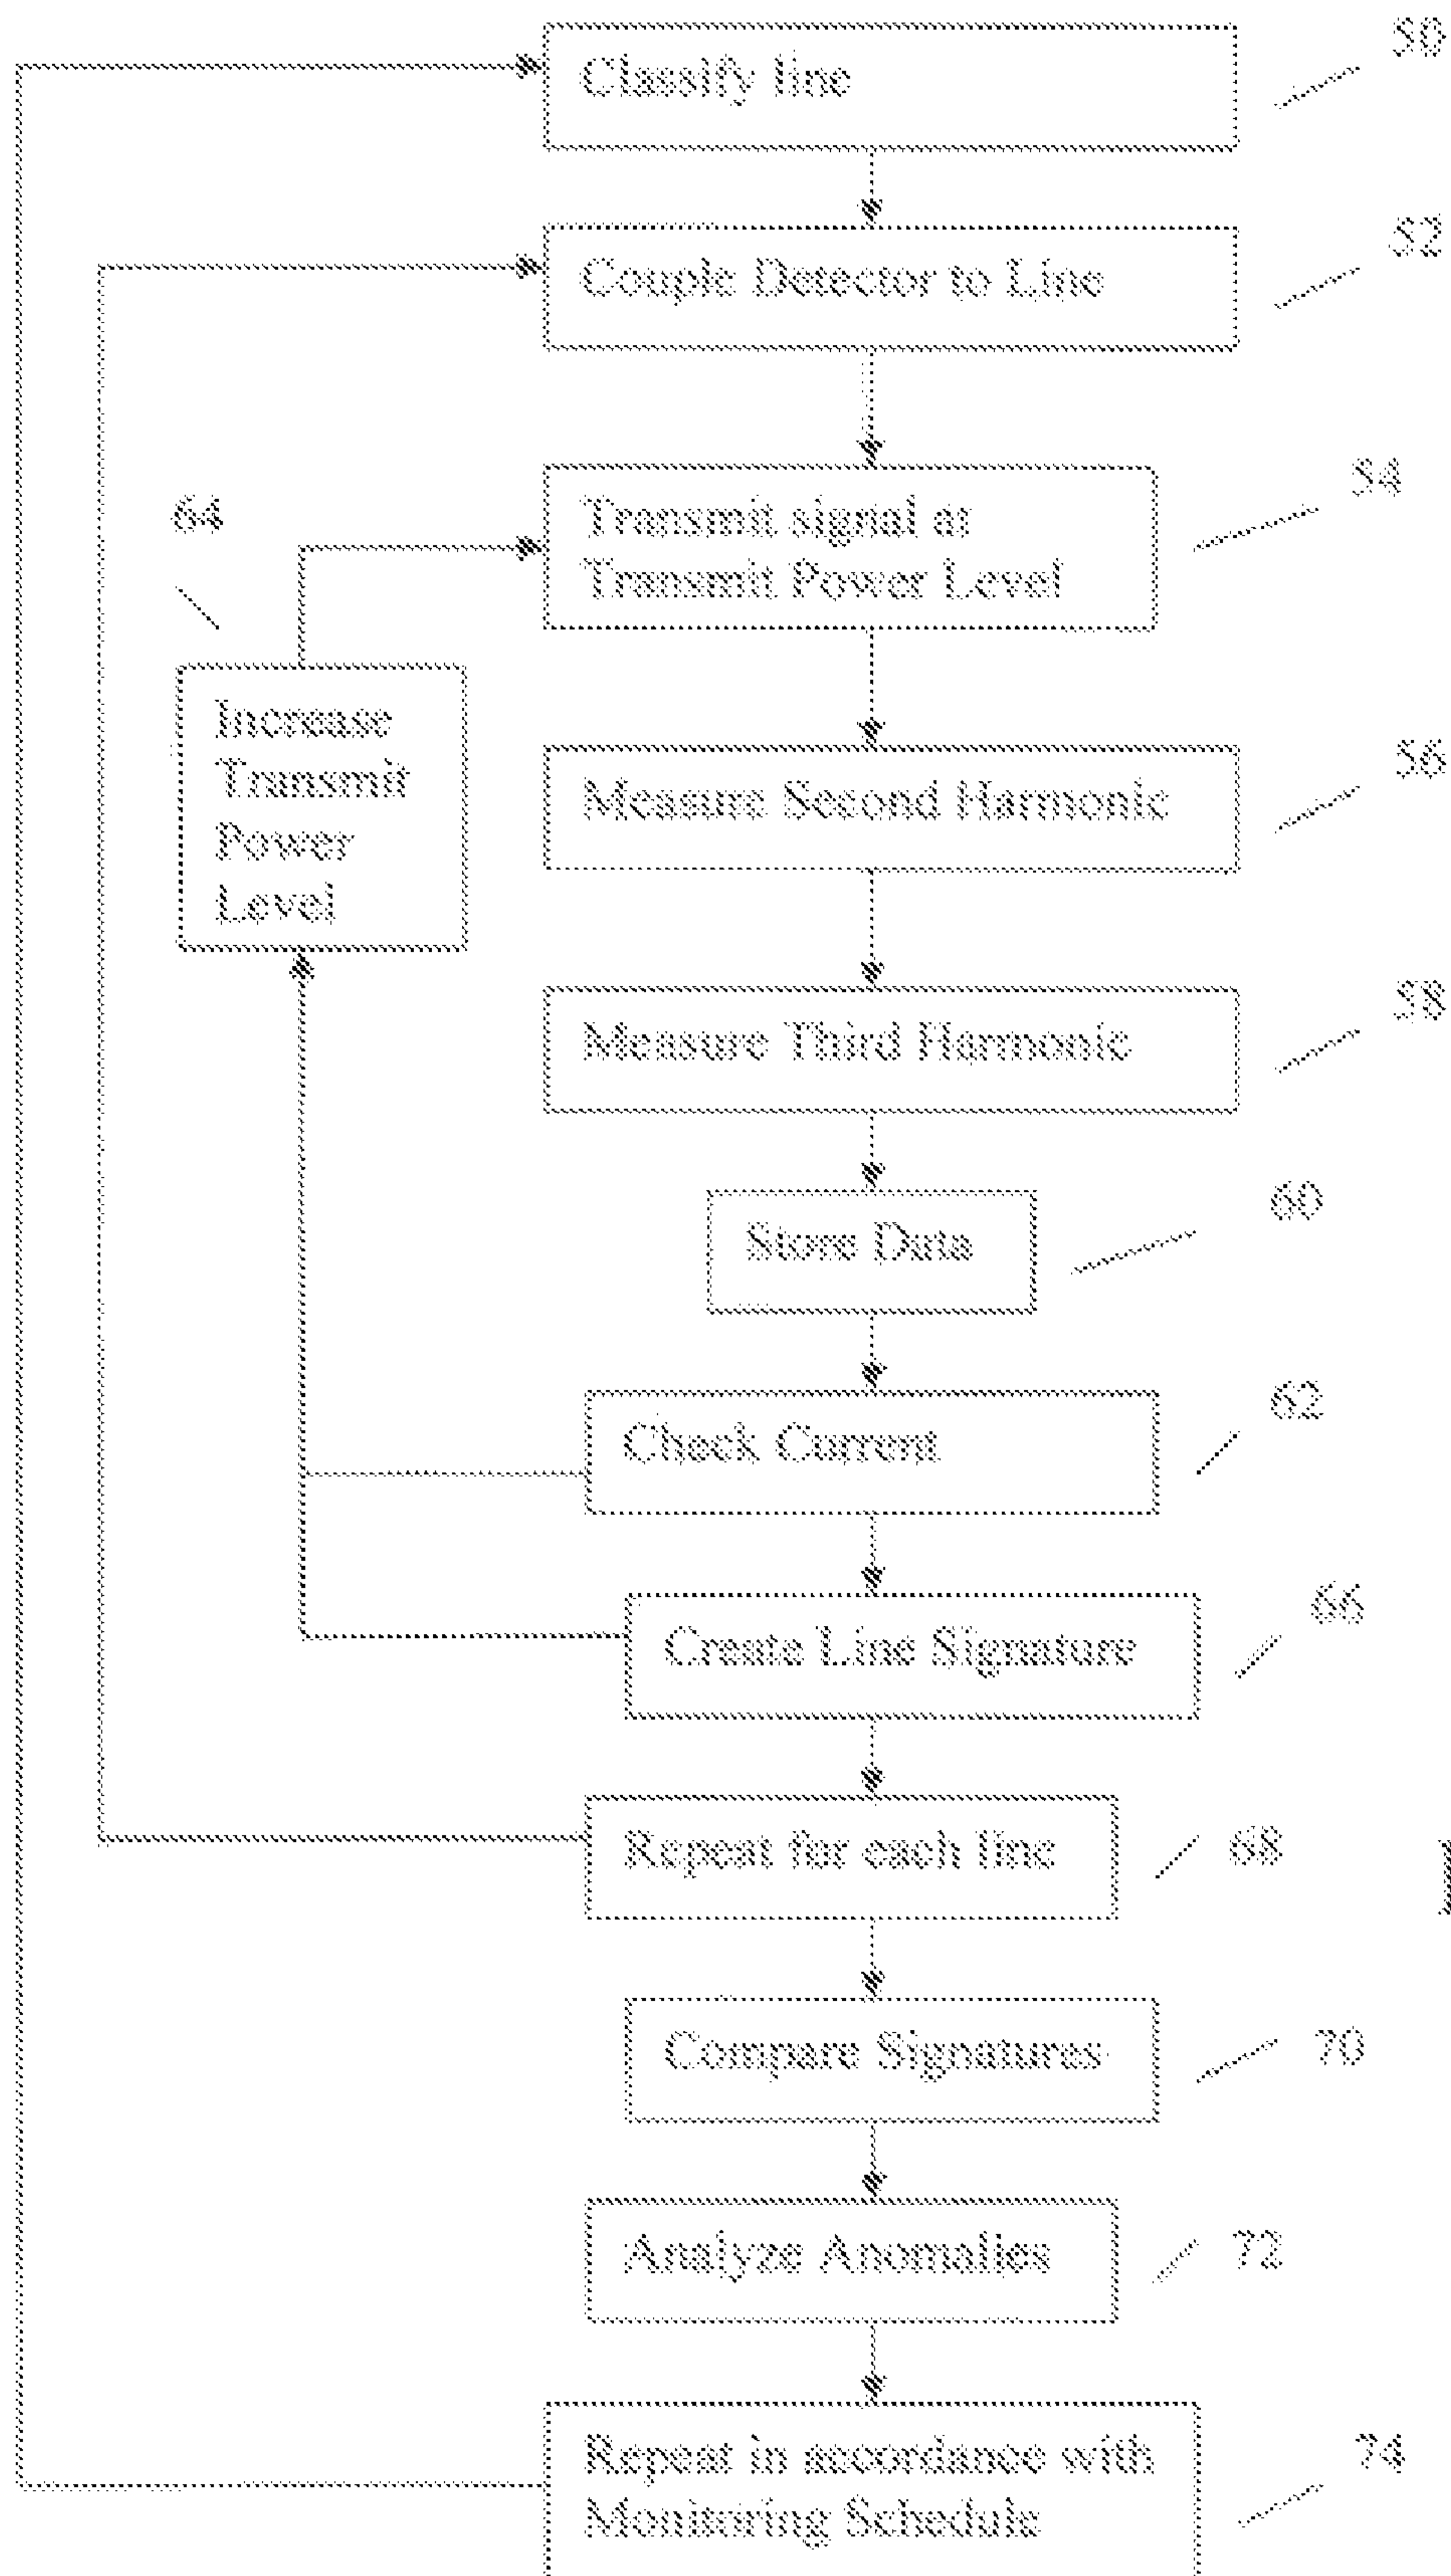 Classify line
50
Couple Detector to Line
52
Transmit signal at
Transmit Power Level
54
64
Increase
Transmit
Power
Level
Measure Second Harmonic
56
Measure Third Harmonic
58
Store Data
60
Check Current
62
Create Line Signature
66
Repeat for each line
68
Compare Signatures
70
Analyze Anomalies
72
Repeat in accordance with
Monitoring Schedule
74